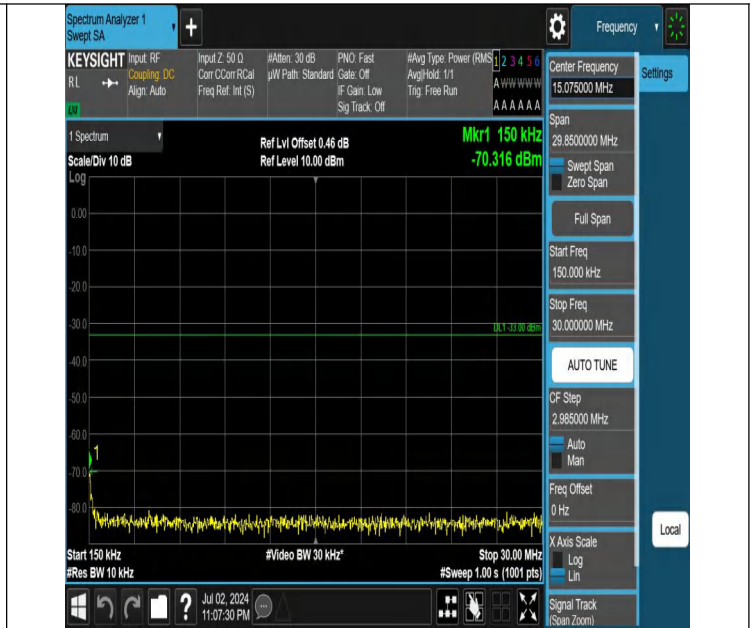 Spectrum Analyzer 1
Swept SA
+
Frequency
KEYSIGHT
RL
LXI
Input: RF
Coupling: DC
Align: Auto
Input Z: 50 Ω
Corr CCorr RCal
Freq Ref: Int (S)
#Atten: 30 dB
µW Path: Standard
PNO: Fast
Gate: Off
IF Gain: Low
Sig Track: Off
#Avg Type: Power (RMS
Avg|Hold: 1/1
Trig: Free Run
1 2 3 4 5 6
A W W W W W
A A A A A A
1 Spectrum
Scale/Div 10 dB
Ref Lvl Offset 0.46 dB
Ref Level 10.00 dBm
Mkr1 150 kHz
-70.316 dBm
Log
0.00
-10.0
-20.0
-30.0
DL1 -33.00 dBm
-40.0
-50.0
-60.0
1
-70.0
-80.0
Start 150 kHz
#Video BW 30 kHz*
Stop 30.00 MHz
#Res BW 10 kHz
#Sweep 1.00 s (1001 pts)
?
Jul 02, 2024
11:07:30 PM
Center Frequency
15.075000 MHz
Settings
Span
29.8500000 MHz
Swept Span
Zero Span
Full Span
Start Freq
150.000 kHz
Stop Freq
30.000000 MHz
AUTO TUNE
CF Step
2.985000 MHz
Auto
Man
Freq Offset
0 Hz
X Axis Scale
Log
Lin
Local
Signal Track
(Span Zoom)